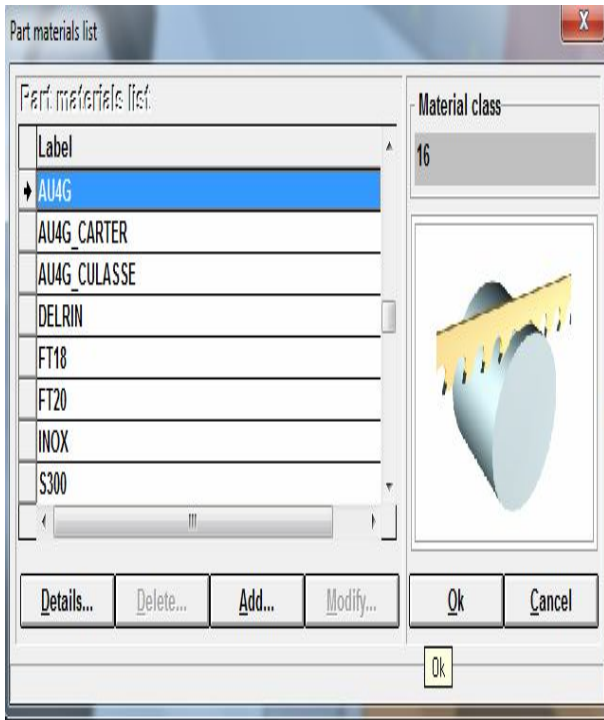 Part materials list
Part materials list
Label
AU4G
AU4G_CARTER
AU4G_CULASSE
DELRIN
FT18
FT20
INOX
S300
Details...
Delete...
Add...
Modify...
Material class
16
Ok
Cancel
Ok